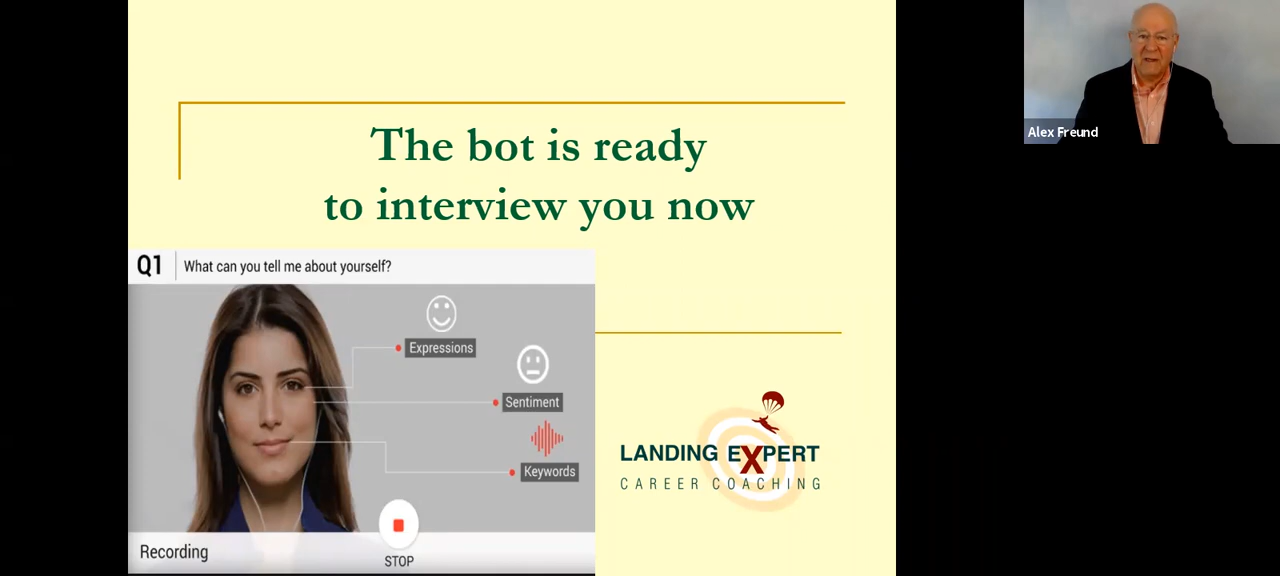 The bot is ready
to interview you now
Alex Freund
Q1 What can you tell me about yourself?
Expressions
Sentiment
Keywords
Recording
STOP
LANDING EXPERT
CAREER COACHING